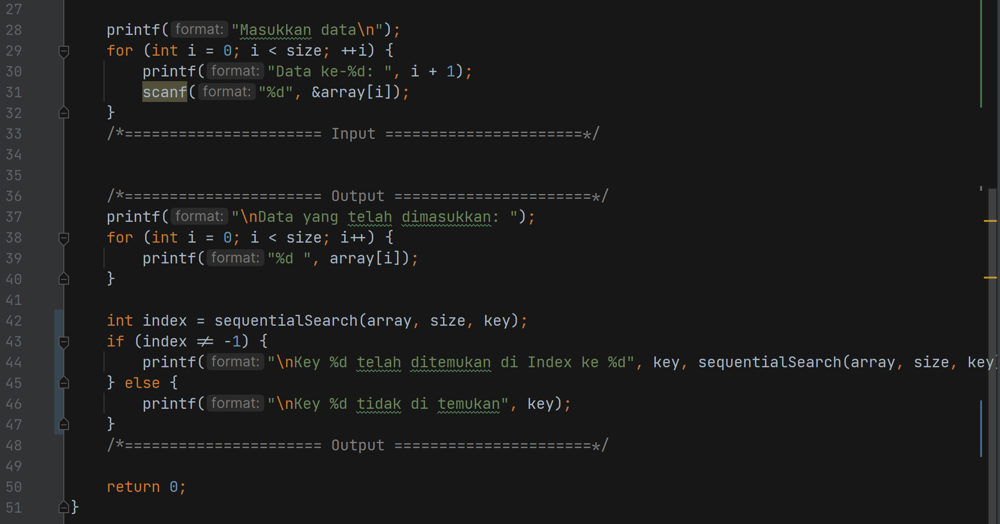 27
28 printf( format: "Masukkan data\n");
29 for (int i = 0; i < size; ++i) {
30 printf( format: "Data ke-%d: ", i + 1);
31 scanf( format: "%d", &array[i]);
32 }
33 /*====================== Input ======================*/
34
35
36 /*====================== Output ======================*/
37 printf( format: "\nData yang telah dimasukkan: ");
38 for (int i = 0; i < size; i++) {
39 printf( format: "%d ", array[i]);
40 }
41
42 int index = sequentialSearch(array, size, key);
43 if (index != -1) {
44 printf( format: "\nKey %d telah ditemukan di Index ke %d", key, sequentialSearch(array, size, key)
45 } else {
46 printf( format: "\nKey %d tidak di temukan", key);
47 }
48 /*====================== Output ======================*/
49
50 return 0;
51 }